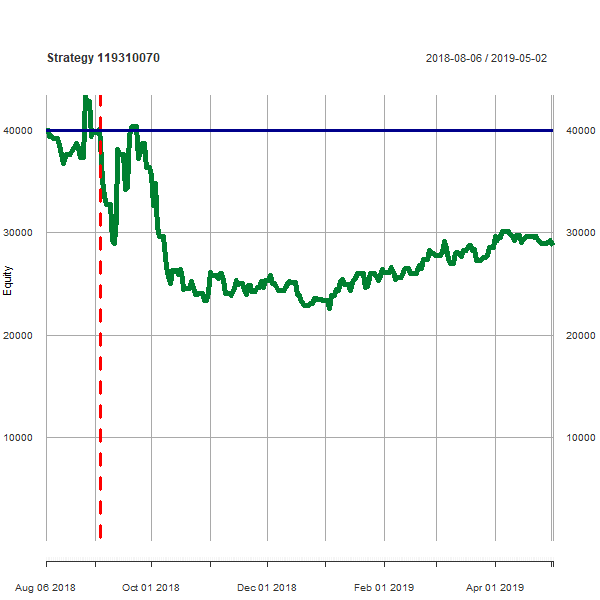 Strategy 119310070
2018-08-06 / 2019-05-02
Equity
40000
30000
20000
10000
40000
30000
20000
10000
Aug 06 2018
Oct 01 2018
Dec 01 2018
Feb 01 2019
Apr 01 2019